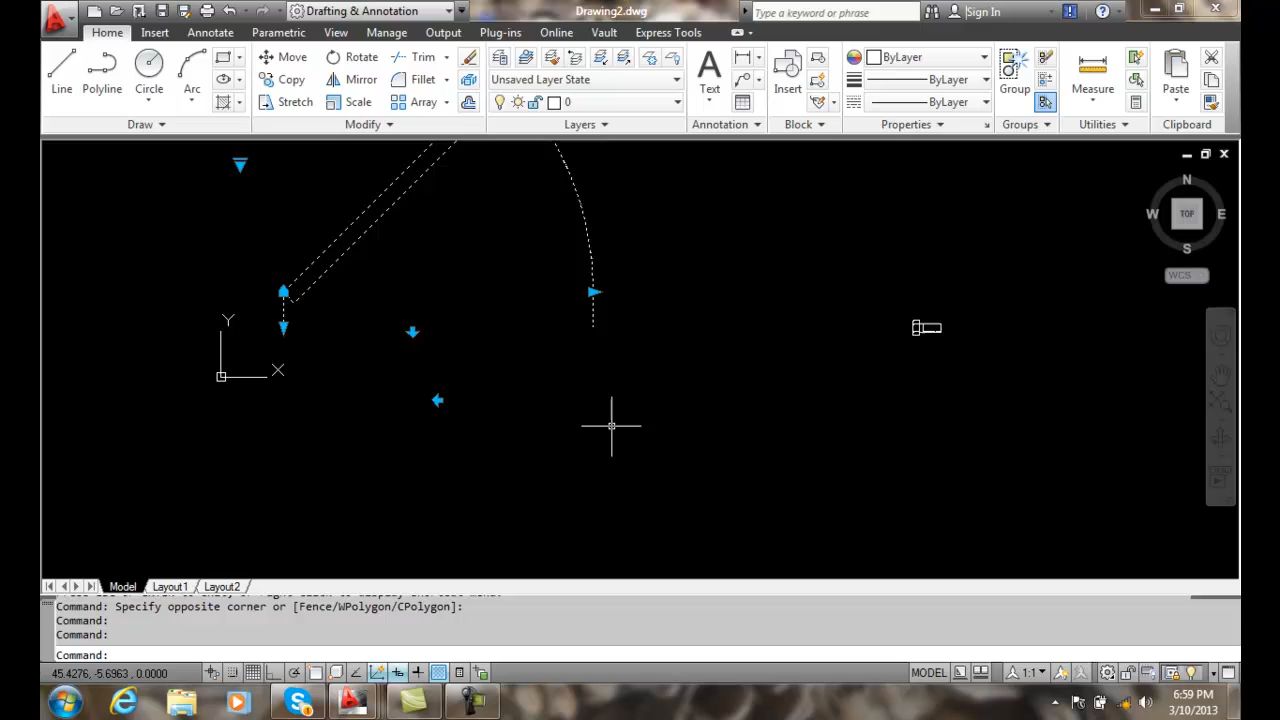 Drafting & Annotation
Drawing2.dwg
Type a keyword or phrase
Sign In
Home Insert Annotate Parametric View Manage Output Plug-ins Online Vault Express Tools
Line Polyline Circle Arc
Move Rotate Trim
Copy Mirror Fillet
Stretch Scale Array
Unsaved Layer State
0
Text
Insert
ByLayer
ByLayer
ByLayer
Group
Measure
Paste
Draw Modify Layers Annotation Block Properties Groups Utilities Clipboard
N
W TOP E
S
WCS
Y
X
Model Layout1 Layout2
Command: Specify opposite corner or [Fence/WPolygon/CPolygon]:
Command:
Command:
Command:
45.4276, -5.6963, 0.0000
MODEL
1:1
6:59 PM
3/10/2013